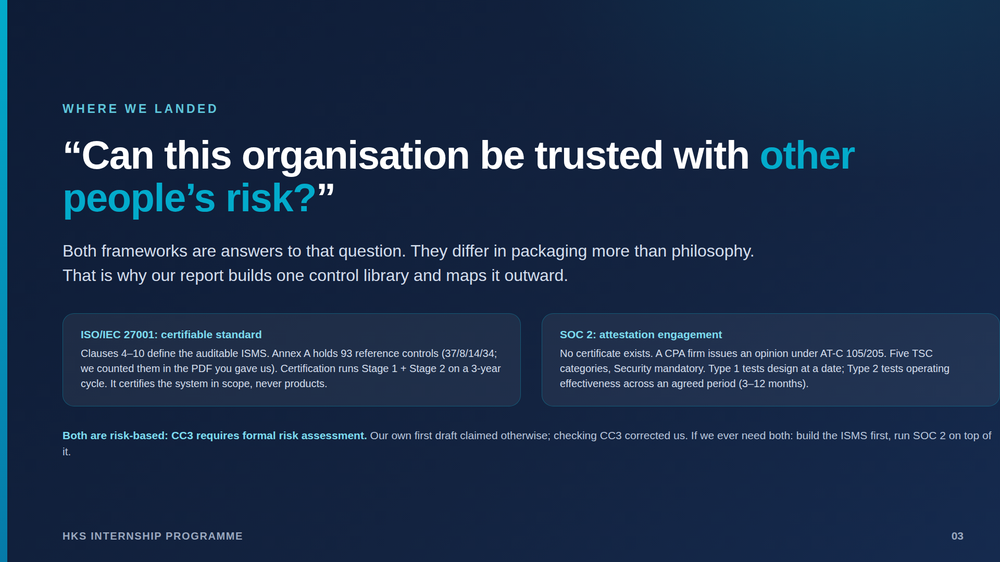 WHERE WE LANDED
“Can this organisation be trusted with other
people’s risk?”
Both frameworks are answers to that question. They differ in packaging more than philosophy.
That is why our report builds one control library and maps it outward.
ISO/IEC 27001: certifiable standard
Clauses 4–10 define the auditable ISMS. Annex A holds 93 reference controls (37/8/14/34;
we counted them in the PDF you gave us). Certification runs Stage 1 + Stage 2 on a 3-year
cycle. It certifies the system in scope, never products.
SOC 2: attestation engagement
No certificate exists. A CPA firm issues an opinion under AT-C 105/205. Five TSC
categories, Security mandatory. Type 1 tests design at a date; Type 2 tests operating
effectiveness across an agreed period (3–12 months).
Both are risk-based: CC3 requires formal risk assessment. Our own first draft claimed otherwise; checking CC3 corrected us. If we ever need both: build the ISMS first, run SOC 2 on top of
it.
HKS INTERNSHIP PROGRAMME
03